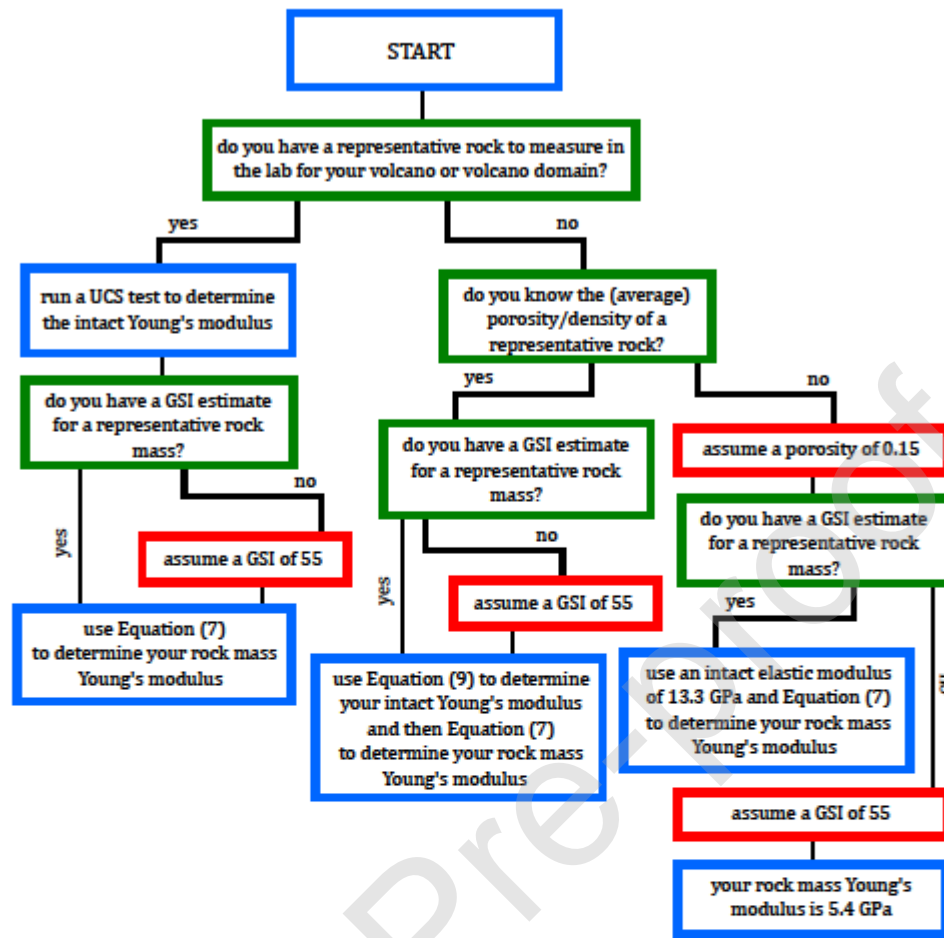 START
do you have a representative rock to measure in
the lab for your volcano or volcano domain?
yes
no
run a UCS test to determine
the intact Young's modulus
do you know the (average)
porosity/density of a
representative rock?
yes
no
do you have a GSI estimate
for a representative rock
mass?
do you have a GSI estimate
for a representative rock
mass?
assume a porosity of 0.15
no
yes
assume a GSI of 55
no
yes
assume a GSI of 55
do you have a GSI estimate
for a representative rock
mass?
yes
use Equation (7)
to determine your rock mass
Young's modulus
use Equation (9) to determine
your intact Young's modulus
and then Equation (7)
to determine your rock mass
Young's modulus
use an intact elastic modulus
of 13.3 GPa and Equation (7)
to determine your rock mass
Young's modulus
assume a GSI of 55
your rock mass Young's
modulus is 5.4 GPa
Pre-proof